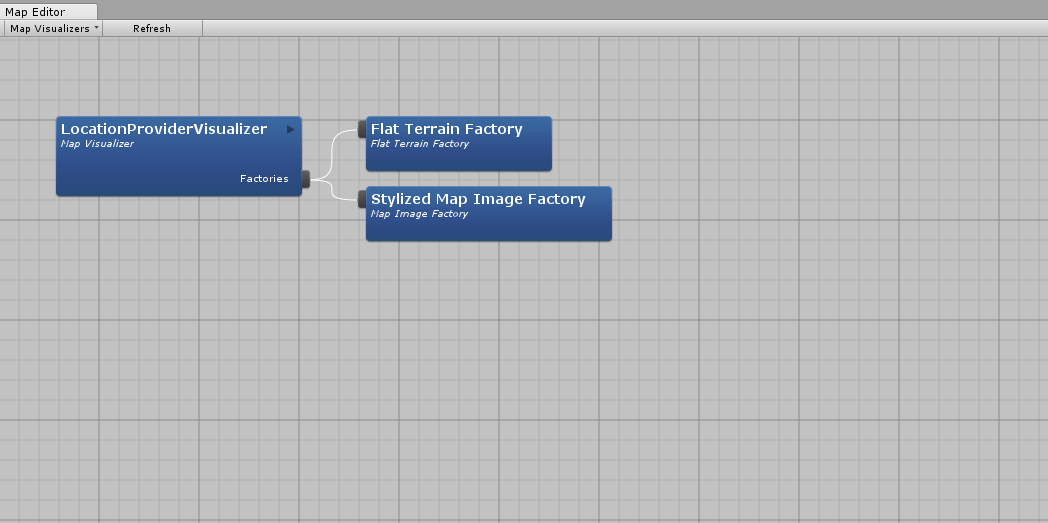 Map Editor
Map Visualizers
Refresh
LocationProviderVisualizer
Map Visualizer
Factories
Flat Terrain Factory
Flat Terrain Factory
Stylized Map Image Factory
Map Image Factory